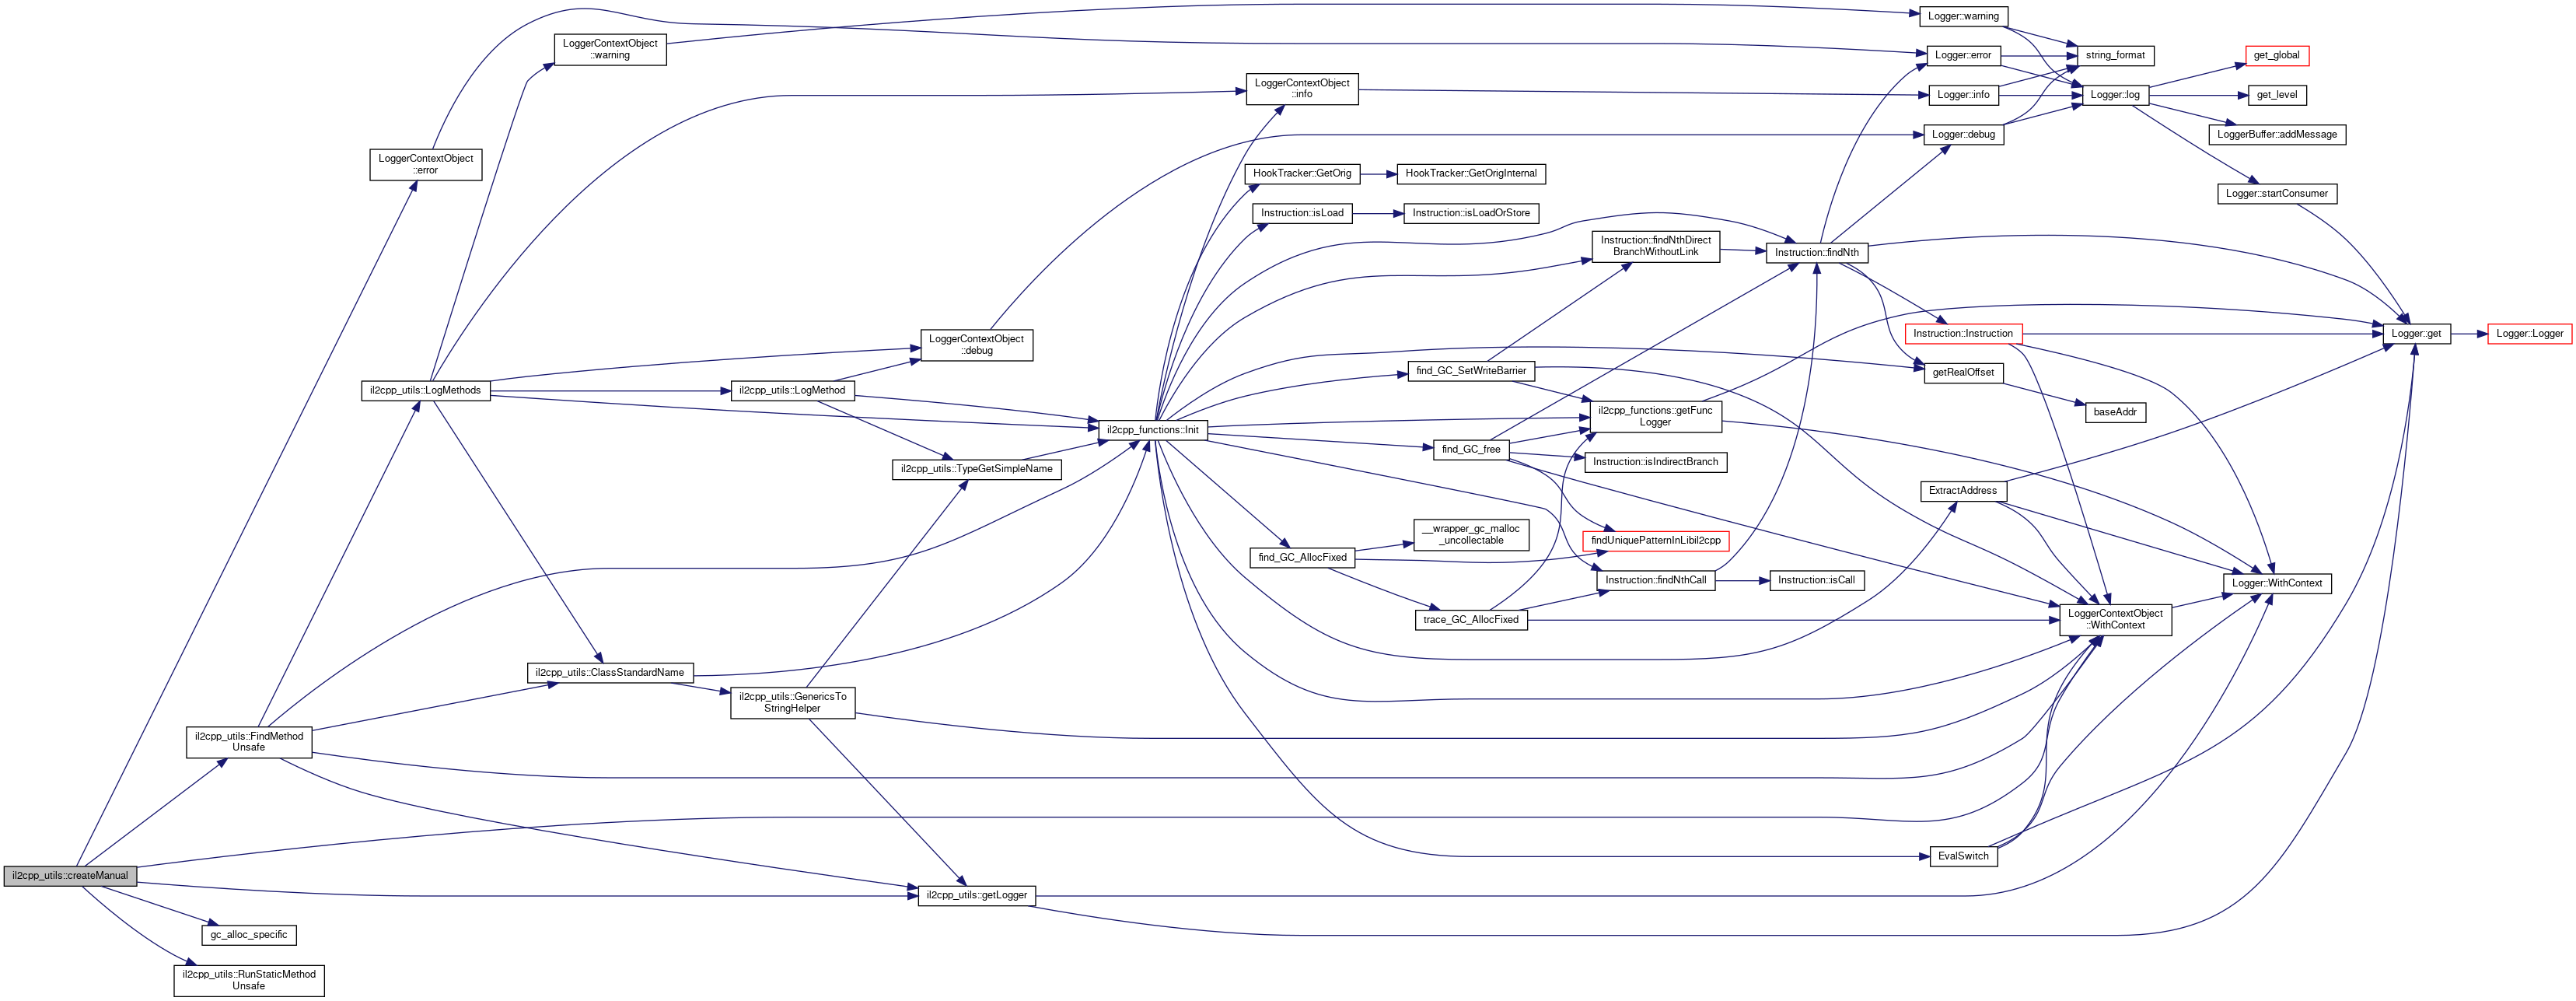 Logger::warning
LoggerContextObject
::warning
Logger::error
string_format
get_global
LoggerContextObject
::info
Logger::info
Logger::log
get_level
Logger::debug
LoggerBuffer::addMessage
LoggerContextObject
::error
HookTracker::GetOrig
HookTracker::GetOrigInternal
Logger::startConsumer
Instruction::isLoad
Instruction::isLoadOrStore
Instruction::findNthDirect
BranchWithoutLink
Instruction::findNth
LoggerContextObject
::debug
Instruction::Instruction
Logger::get
Logger::Logger
find_GC_SetWriteBarrier
getRealOffset
il2cpp_utils::LogMethods
il2cpp_utils::LogMethod
il2cpp_functions::getFunc
Logger
baseAddr
il2cpp_functions::Init
find_GC_free
il2cpp_utils::TypeGetSimpleName
Instruction::isIndirectBranch
ExtractAddress
__wrapper_gc_malloc
_uncollectable
findUniquePatternInLibil2cpp
find_GC_AllocFixed
Instruction::findNthCall
Instruction::isCall
Logger::WithContext
trace_GC_AllocFixed
LoggerContextObject
::WithContext
il2cpp_utils::ClassStandardName
il2cpp_utils::GenericsTo
StringHelper
il2cpp_utils::FindMethod
Unsafe
EvalSwitch
il2cpp_utils::createManual
il2cpp_utils::getLogger
gc_alloc_specific
il2cpp_utils::RunStaticMethod
Unsafe